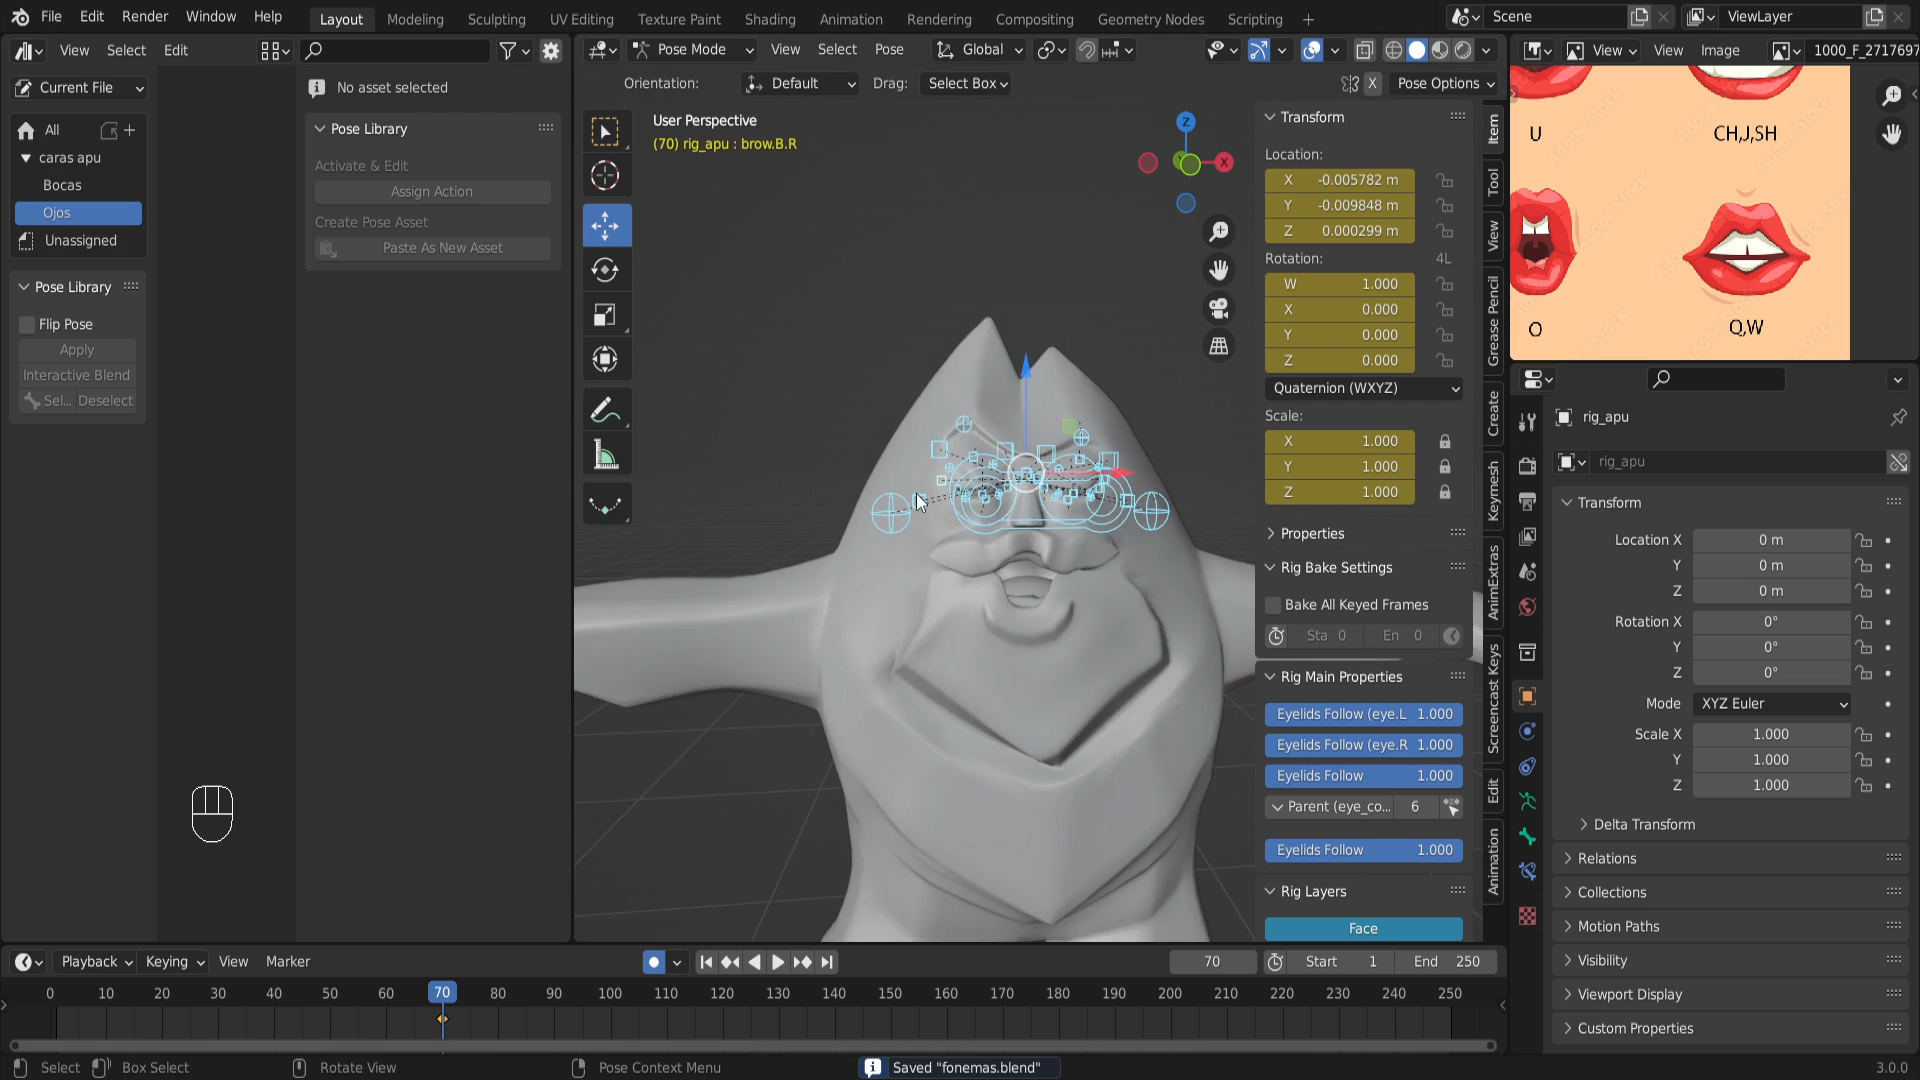 File Edit Render Window Help Layout Modeling Sculpting UV Editing Texture Paint Shading Animation Rendering Compositing Geometry Nodes Scripting + Scene ViewLayer
View Select Edit
Pose Mode View Select Pose Global
View View Image 1000_F_2717697
Current File
No asset selected
Orientation: Default Drag: Select Box X Pose Options
All
caras apu
Bocas
Ojos
Unassigned
Pose Library
Activate & Edit
Assign Action
Create Pose Asset
Paste As New Asset
Pose Library
Flip Pose
Apply
Interactive Blend
Sel... Deselect
User Perspective
(70) rig_apu : brow.B.R
Z
X
Transform
Location:
X -0.005782 m
Y -0.009848 m
Z 0.000299 m
Rotation: 4L
W 1.000
X 0.000
Y 0.000
Z 0.000
Quaternion (WXYZ)
Scale:
X 1.000
Y 1.000
Z 1.000
Properties
Rig Bake Settings
Bake All Keyed Frames
Sta 0 En 0
Rig Main Properties
Eyelids Follow (eye.L 1.000
Eyelids Follow (eye.R 1.000
Eyelids Follow 1.000
Parent (eye_co... 6
Eyelids Follow 1.000
Rig Layers
Face
Item
Tool
View
Grease Pencil
Create
Keymesh
AnimExtras
Screencast Keys
Edit
Animation
U CH,J,SH
O Q,W
rig_apu
rig_apu
Transform
Location X 0 m
Y 0 m
Z 0 m
Rotation X 0°
Y 0°
Z 0°
Mode XYZ Euler
Scale X 1.000
Y 1.000
Z 1.000
Delta Transform
Relations
Collections
Motion Paths
Visibility
Viewport Display
Custom Properties
Playback Keying View Marker 70 Start 1 End 250
0 10 20 30 40 50 60 70 80 90 100 110 120 130 140 150 160 170 180 190 200 210 220 230 240 250
Select Box Select Rotate View Pose Context Menu Saved "fonemas.blend" 3.0.0